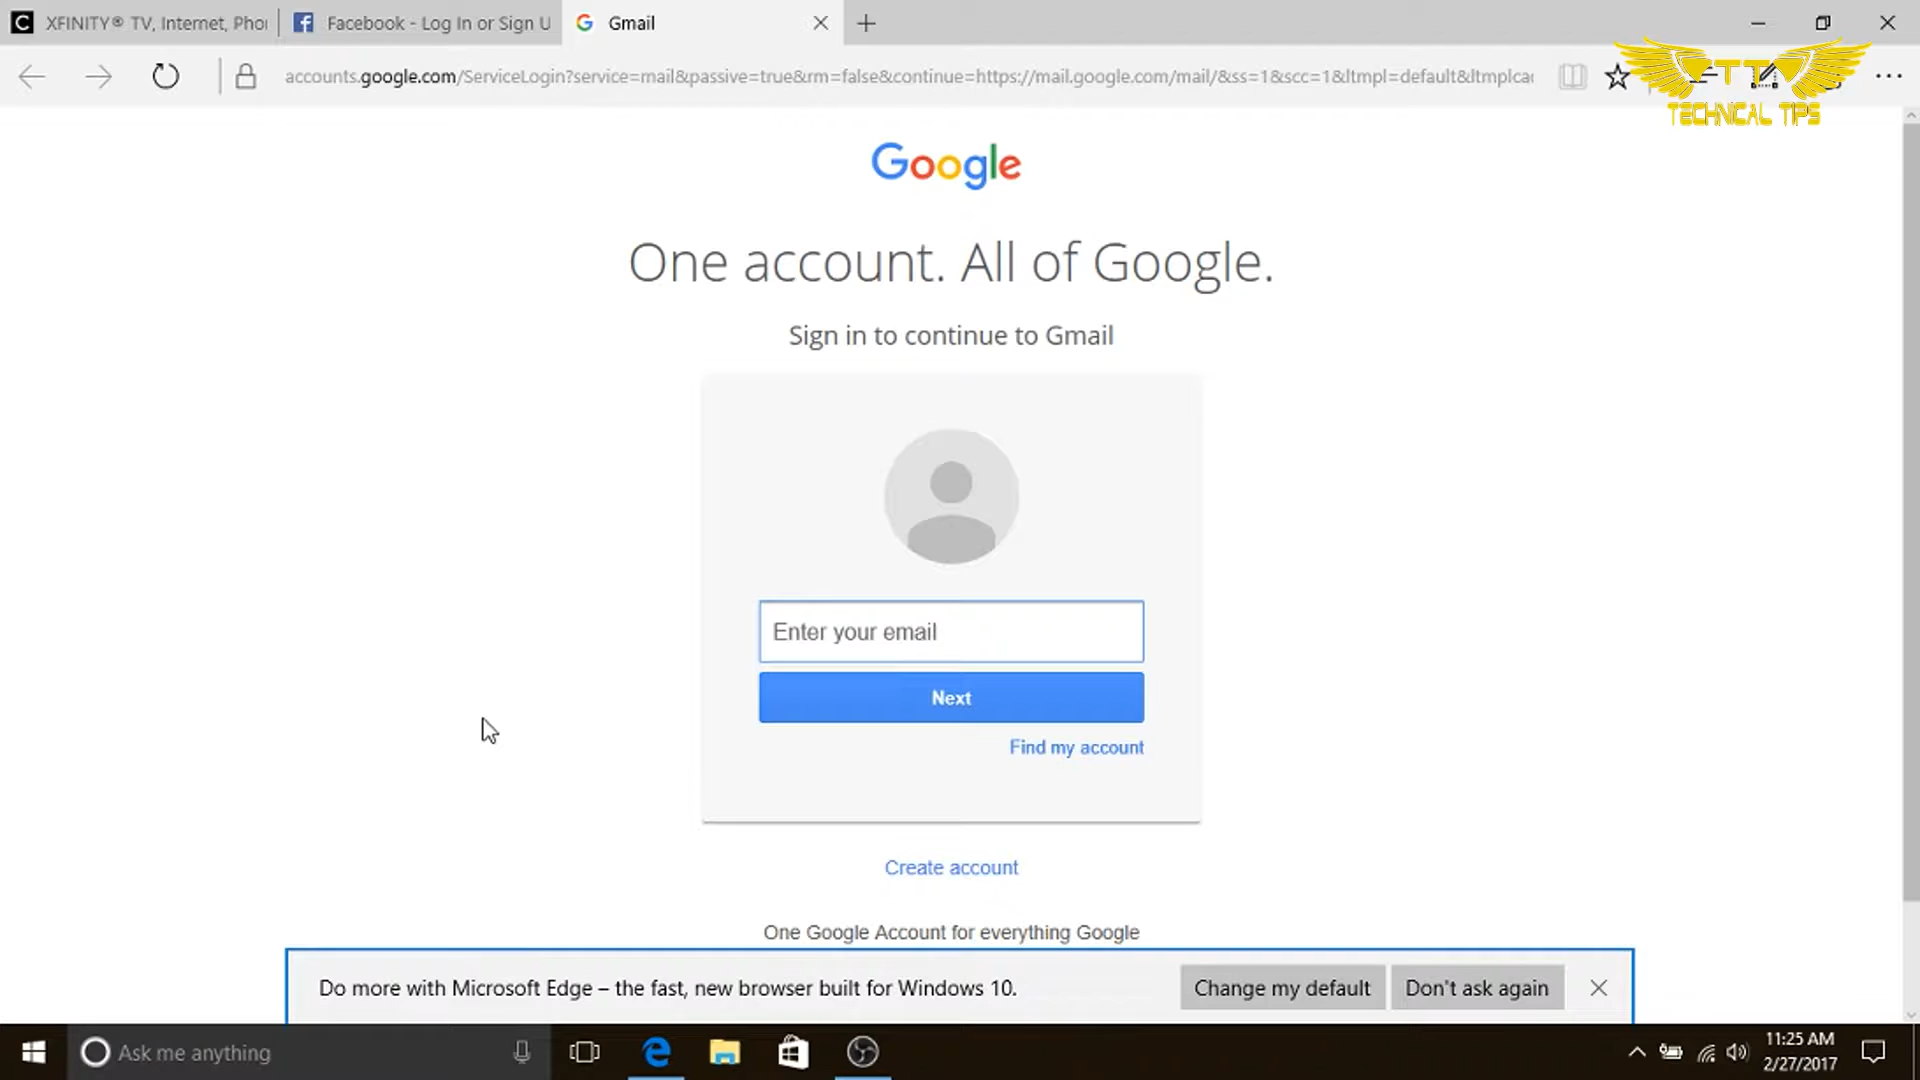 XFINITY® TV, Internet, Phon
Facebook - Log In or Sign U
Gmail
accounts.google.com/ServiceLogin?service=mail&passive=true&rm=false&continue=https://mail.google.com/mail/&ss=1&scc=1&ltmpl=default&ltmplcac
TT
TECHNICAL TIPS
Google
One account. All of Google.
Sign in to continue to Gmail
Enter your email
Next
Find my account
Create account
One Google Account for everything Google
Do more with Microsoft Edge – the fast, new browser built for Windows 10.
Change my default
Don't ask again
Ask me anything
11:25 AM
2/27/2017